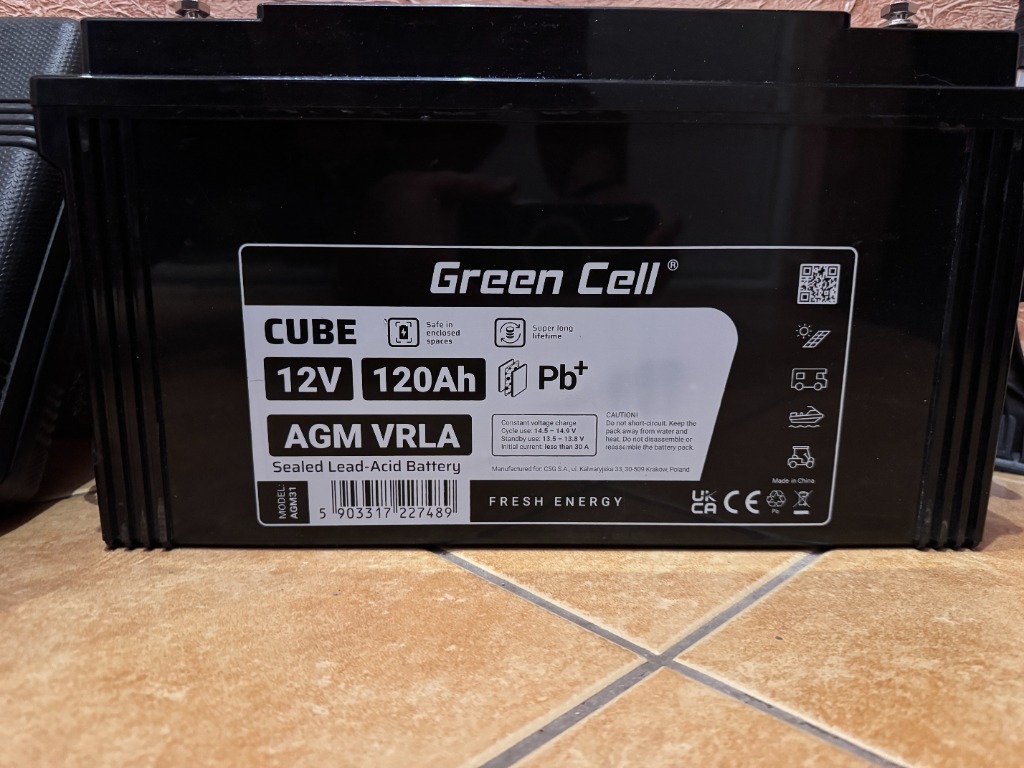 Green Cell ®
CUBE
Safe in
enclosed
spaces
Super long
lifetime
12V
120Ah
Pb+
AGM VRLA
Sealed Lead-Acid Battery
Constant voltage charge
Cycle use: 14.5 ~ 14.9 V
Standby use: 13.5 ~ 13.8 V
Initial current: less than 30 A
CAUTION!
Do not short-circuit. Keep the
pack away from water and
heat. Do not disassemble or
reassemble the battery pack.
Manufactured for: CSG S.A., ul. Kalwaryjska 33, 30-509 Krakow, Poland
Made in China
MODEL:
AGM31
5 903317 227489
FRESH ENERGY
UK
CA
CE
Pb